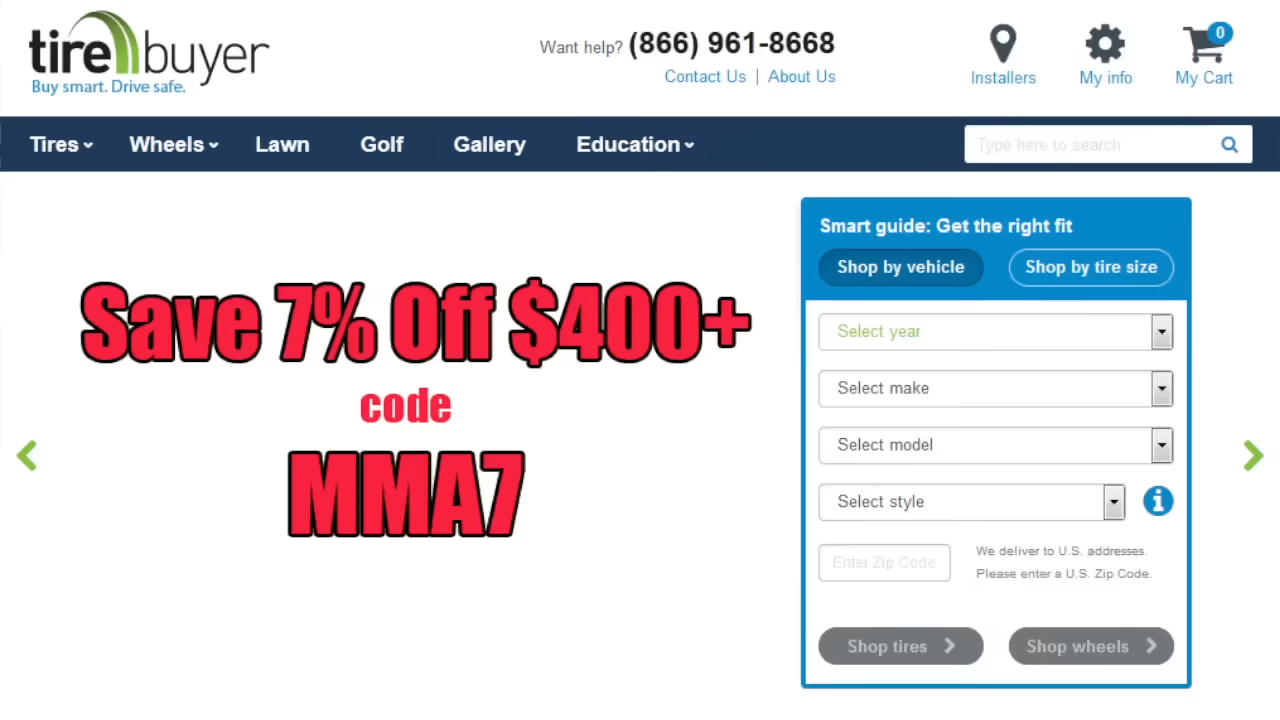 tirebuyer
Buy smart. Drive safe.
Want help? (866) 961-8668
Contact Us | About Us
Installers
My info
0
My Cart
Tires
Wheels
Lawn
Golf
Gallery
Education
Type here to search
Save 7% Off $400+
code
MMA7
Smart guide: Get the right fit
Shop by vehicle
Shop by tire size
Select year
Select make
Select model
Select style
i
Enter Zip Code
We deliver to U.S. addresses.
Please enter a U.S. Zip Code.
Shop tires
Shop wheels